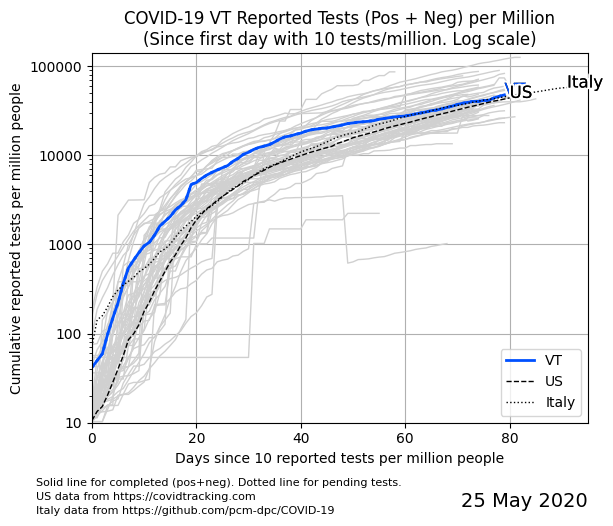 COVID-19 VT Reported Tests (Pos + Neg) per Million
(Since first day with 10 tests/million. Log scale)
Cumulative reported tests per million people
100000
10000
1000
100
10
Italy
US
VT
US
Italy
0
20
40
60
80
Days since 10 reported tests per million people
Solid line for completed (pos+neg). Dotted line for pending tests.
US data from https://covidtracking.com
Italy data from https://github.com/pcm-dpc/COVID-19
25 May 2020